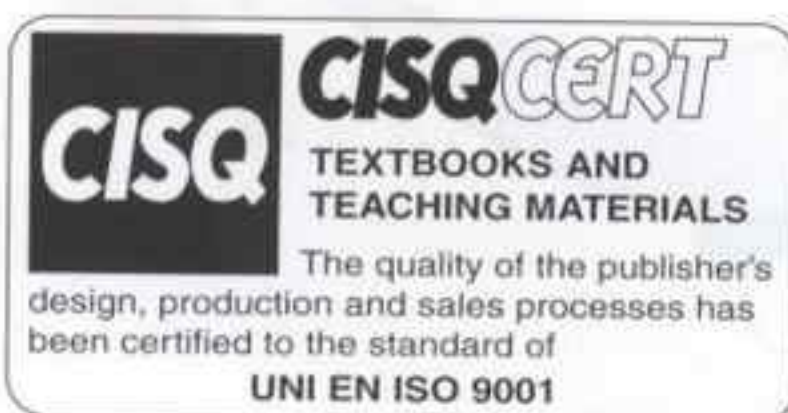 CISQ
CISQCERT
TEXTBOOKS AND
TEACHING MATERIALS
The quality of the publisher's
design, production and sales processes has
been certified to the standard of
UNI EN ISO 9001